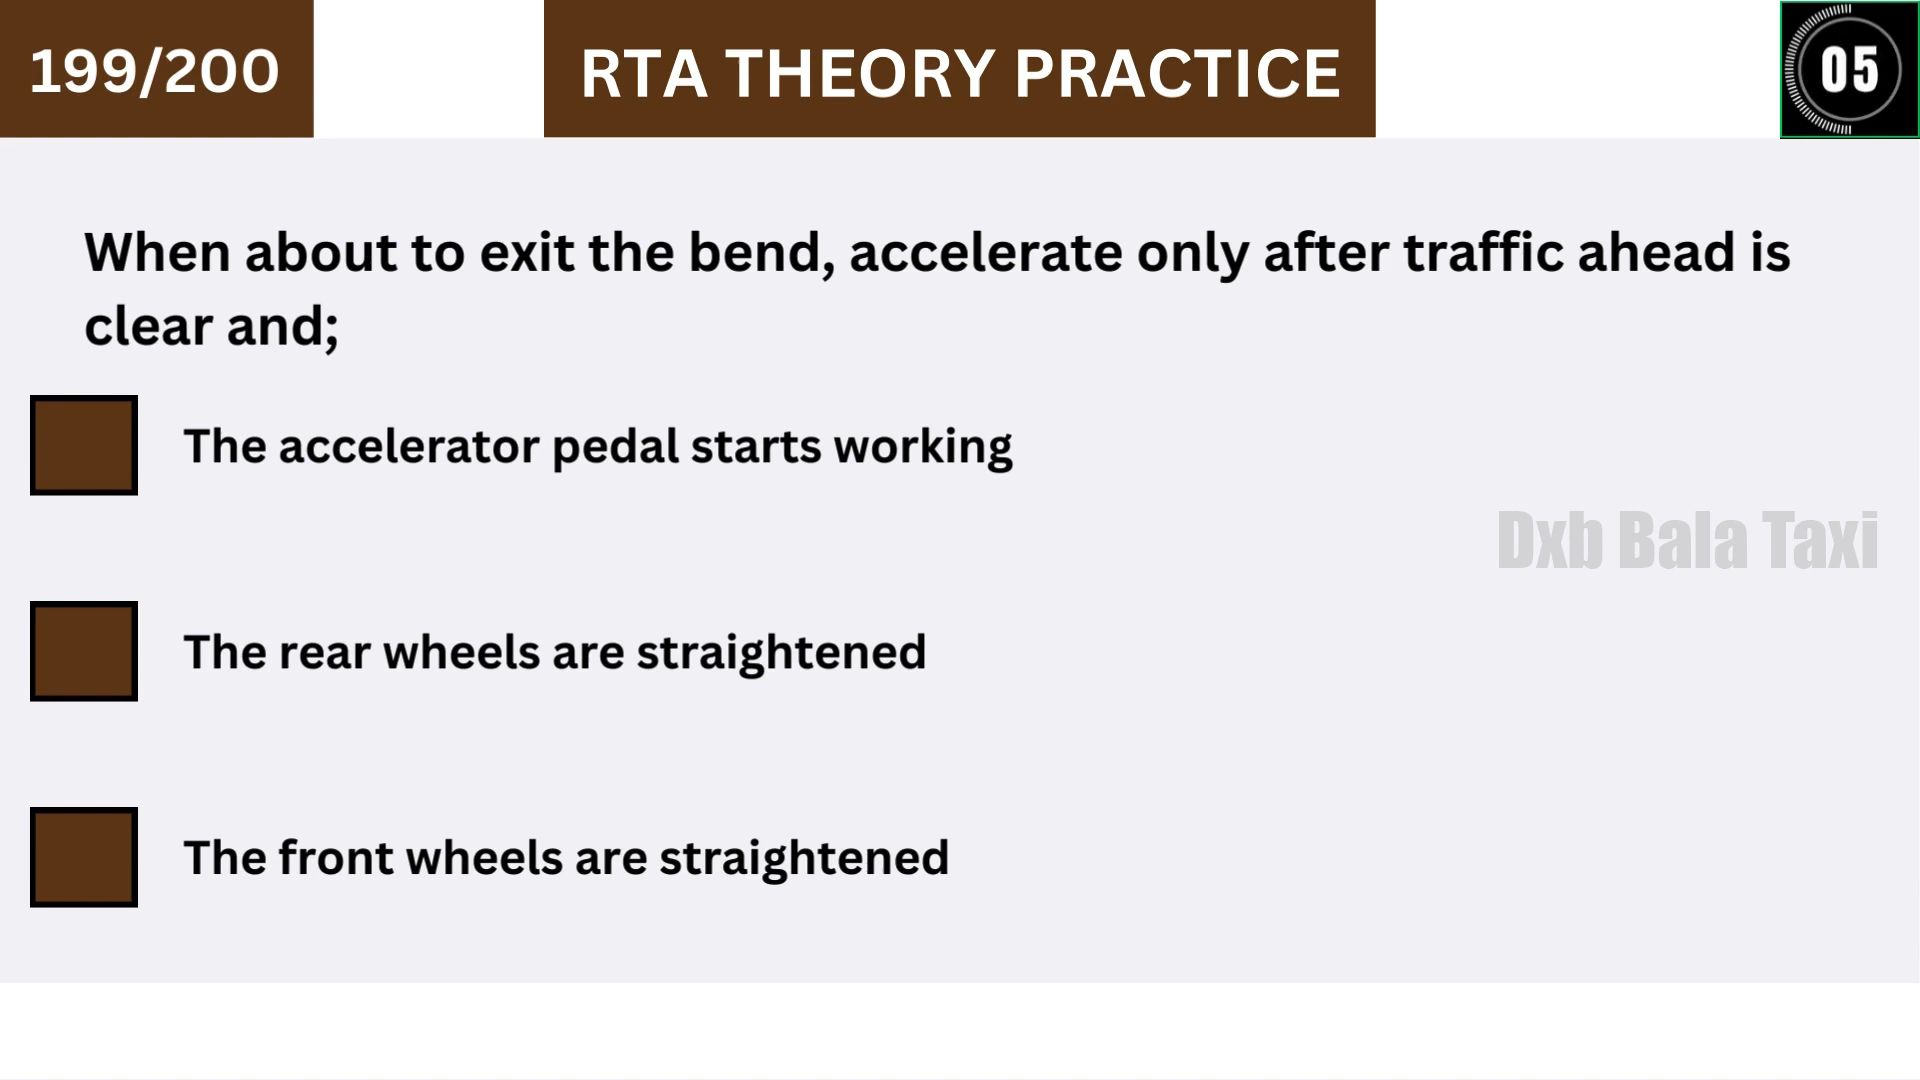 199/200
RTA THEORY PRACTICE
05
When about to exit the bend, accelerate only after traffic ahead is
clear and;
The accelerator pedal starts working
Dxb Bala Taxi
The rear wheels are straightened
The front wheels are straightened